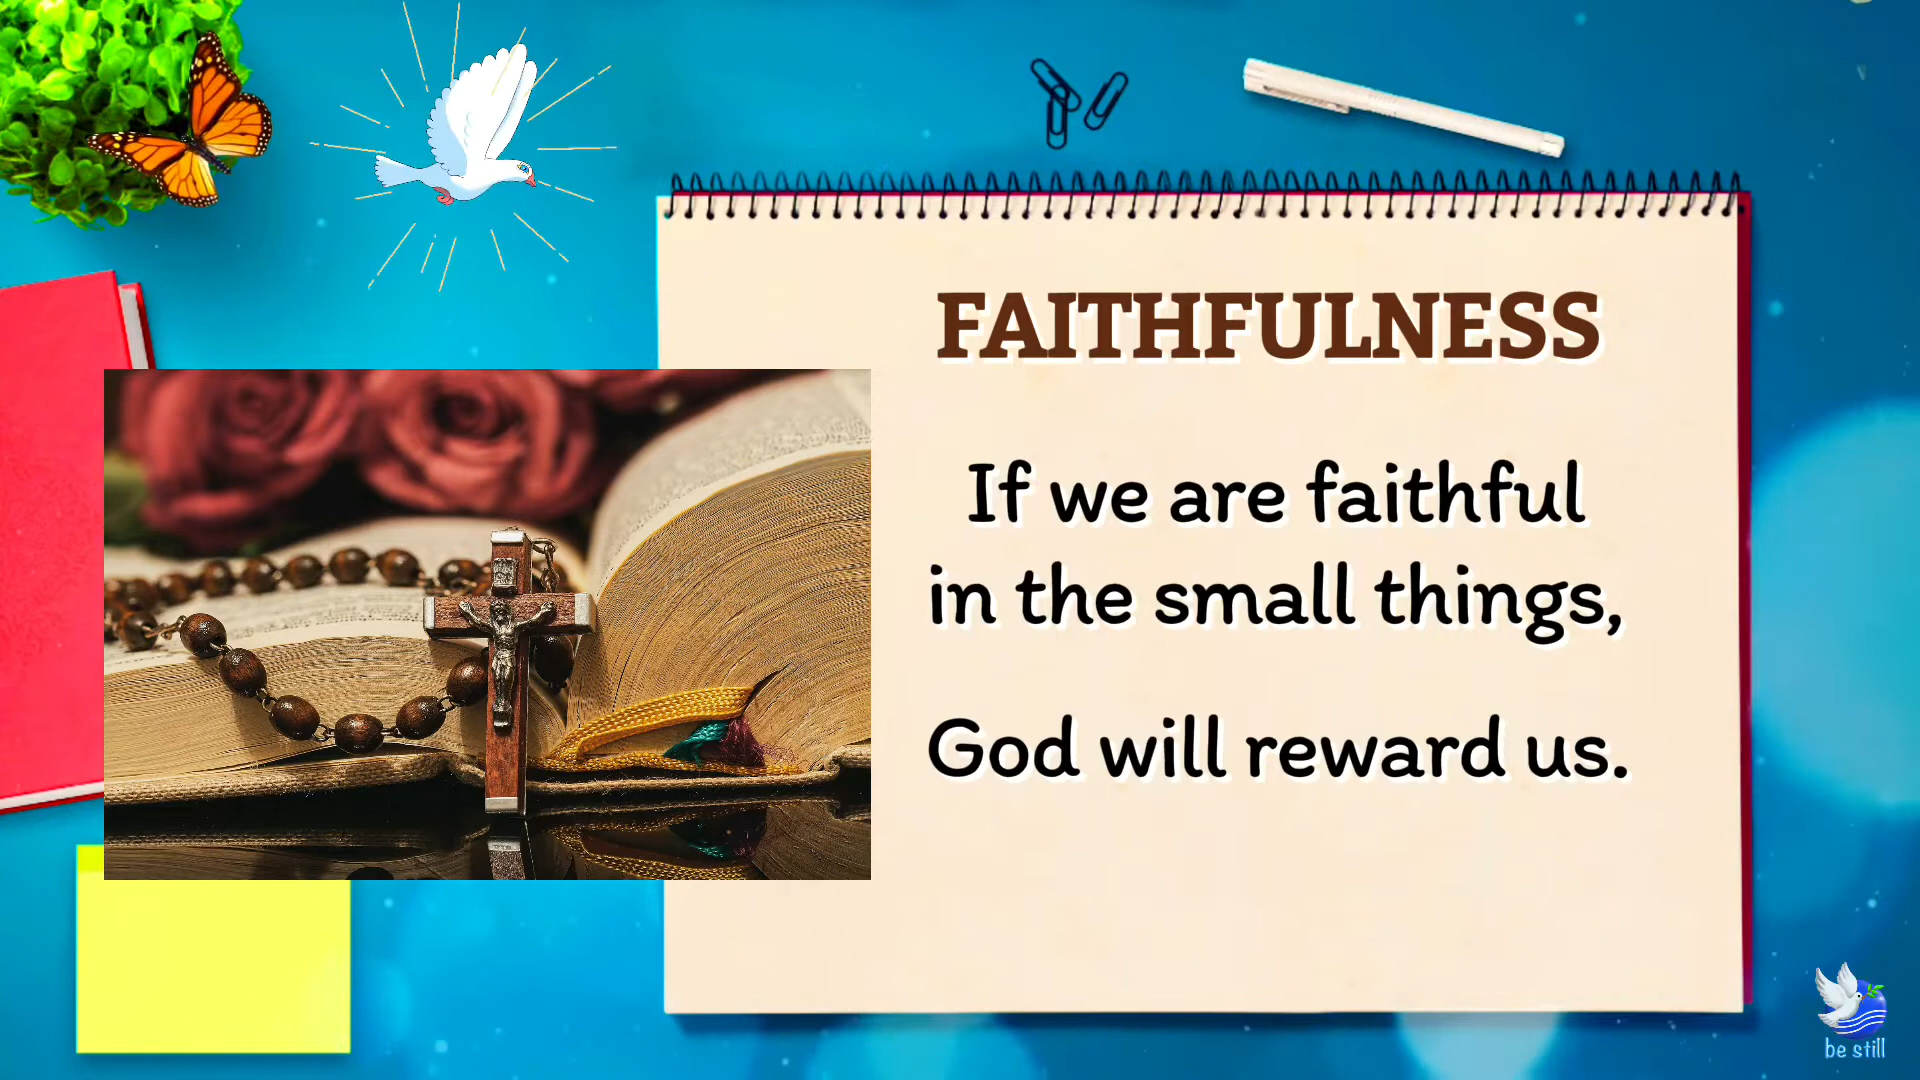 FAITHFULNESS
If we are faithful
in the small things,
God will reward us.
be still